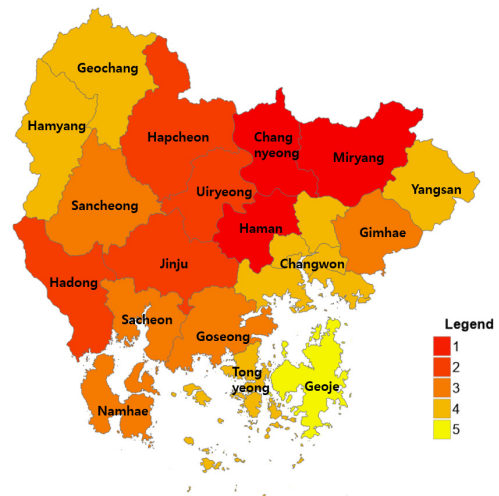 Geochang
Hamyang
Hapcheon
Chang
nyeong
Miryang
Yangsan
Uiryeong
Sancheong
Haman
Gimhae
Jinju
Changwon
Hadong
Sacheon
Goseong
Tong
yeong
Geoje
Namhae
Legend
1
2
3
4
5